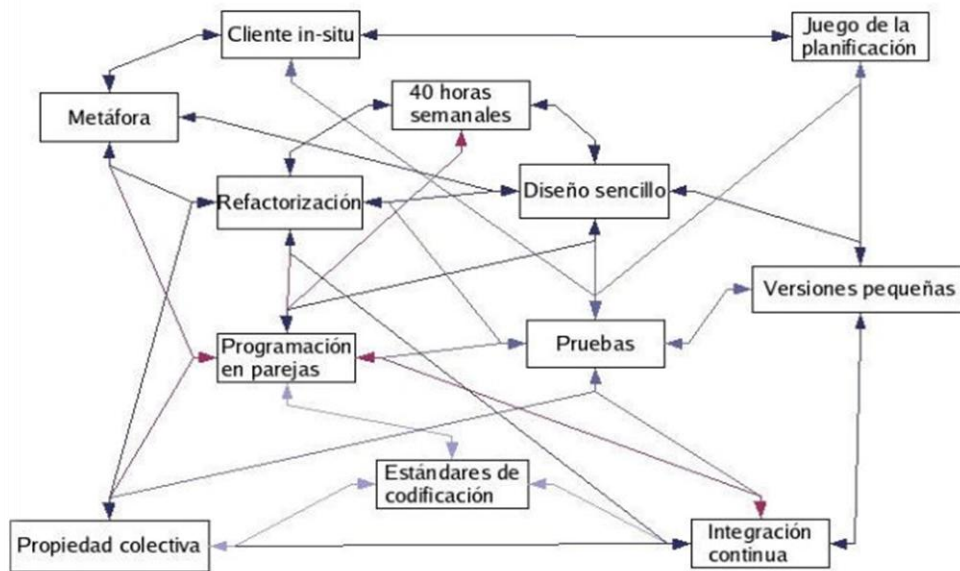 Cliente in-situ
Juego de la
planificación
40 horas
semanales
Metáfora
Refactorización
Diseño sencillo
Versiones pequeñas
Programación
en parejas
Pruebas
Estándares de
codificación
Propiedad colectiva
Integración
continua